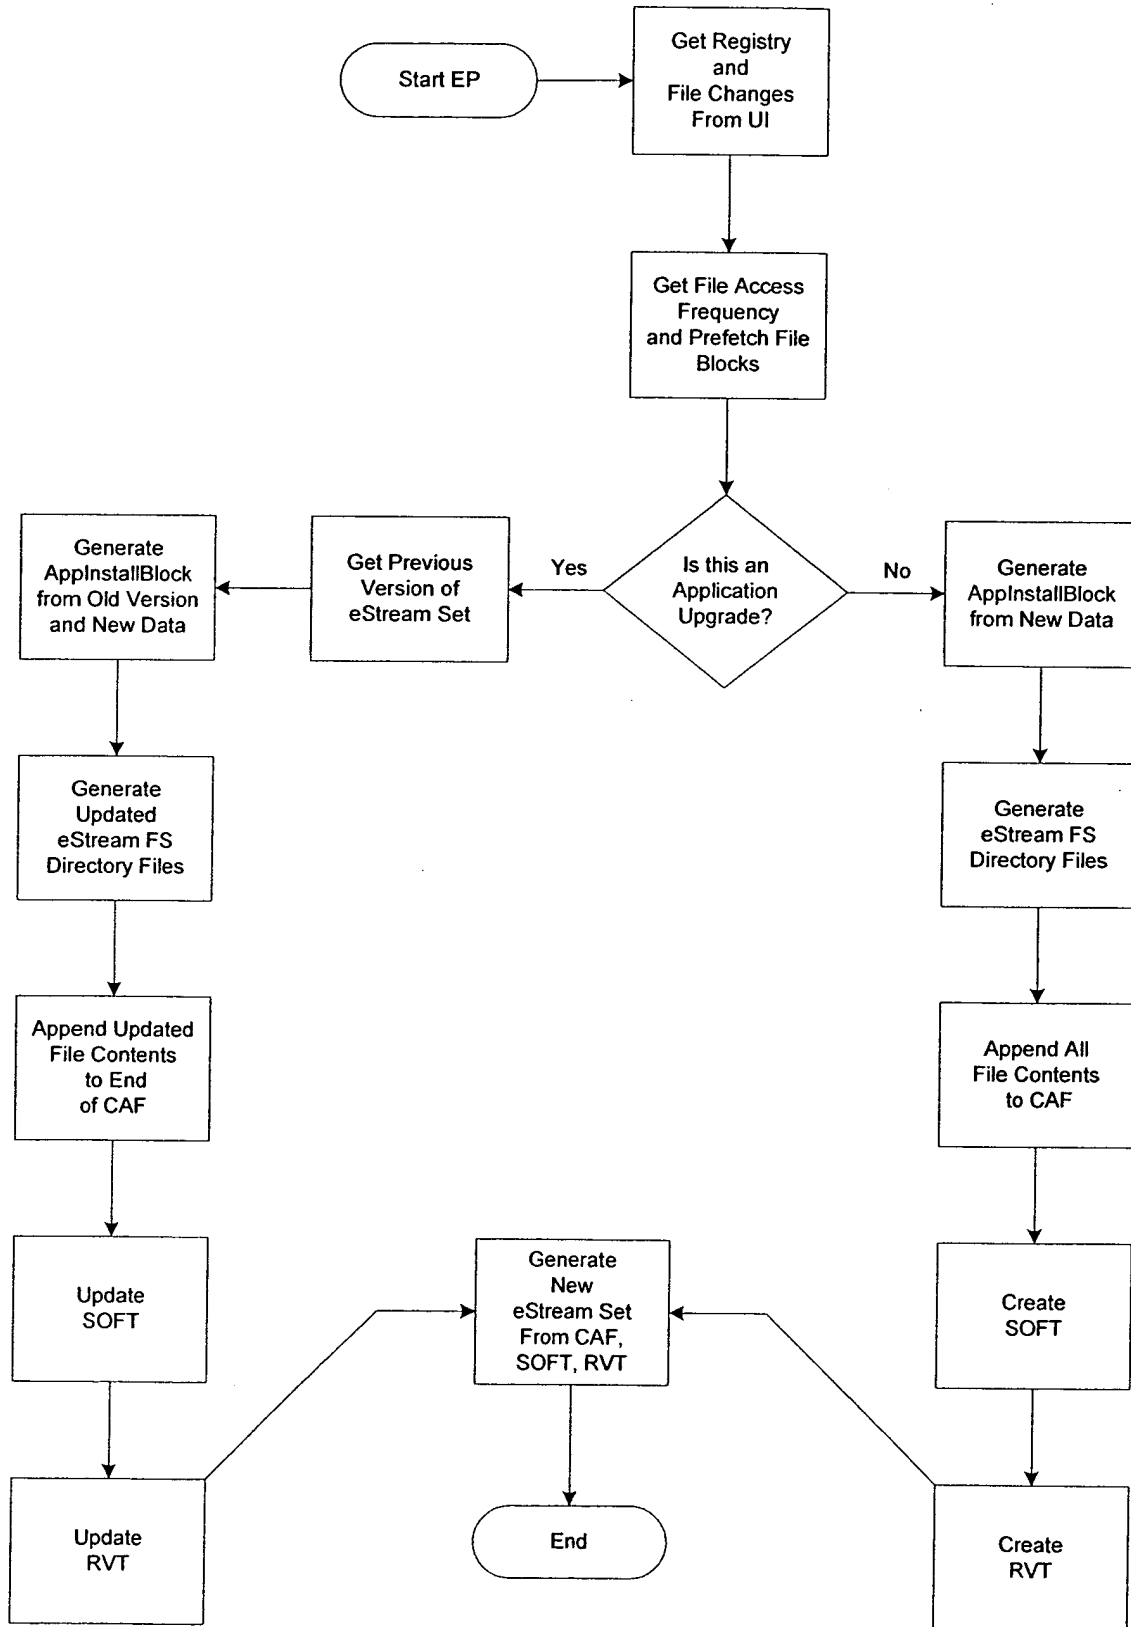 Start EP
Get Registry
and
File Changes
From UI
Get File Access
Frequency
and Prefetch File
Blocks
Is this an
Application
Upgrade?
Yes
No
Get Previous
Version of
eStream Set
Generate
AppInstallBlock
from Old Version
and New Data
Generate
Updated
eStream FS
Directory Files
Append Updated
File Contents
to End
of CAF
Update
SOFT
Update
RVT
Generate
AppInstallBlock
from New Data
Generate
eStream FS
Directory Files
Append All
File Contents
to CAF
Create
SOFT
Create
RVT
Generate
New
eStream Set
From CAF,
SOFT, RVT
End